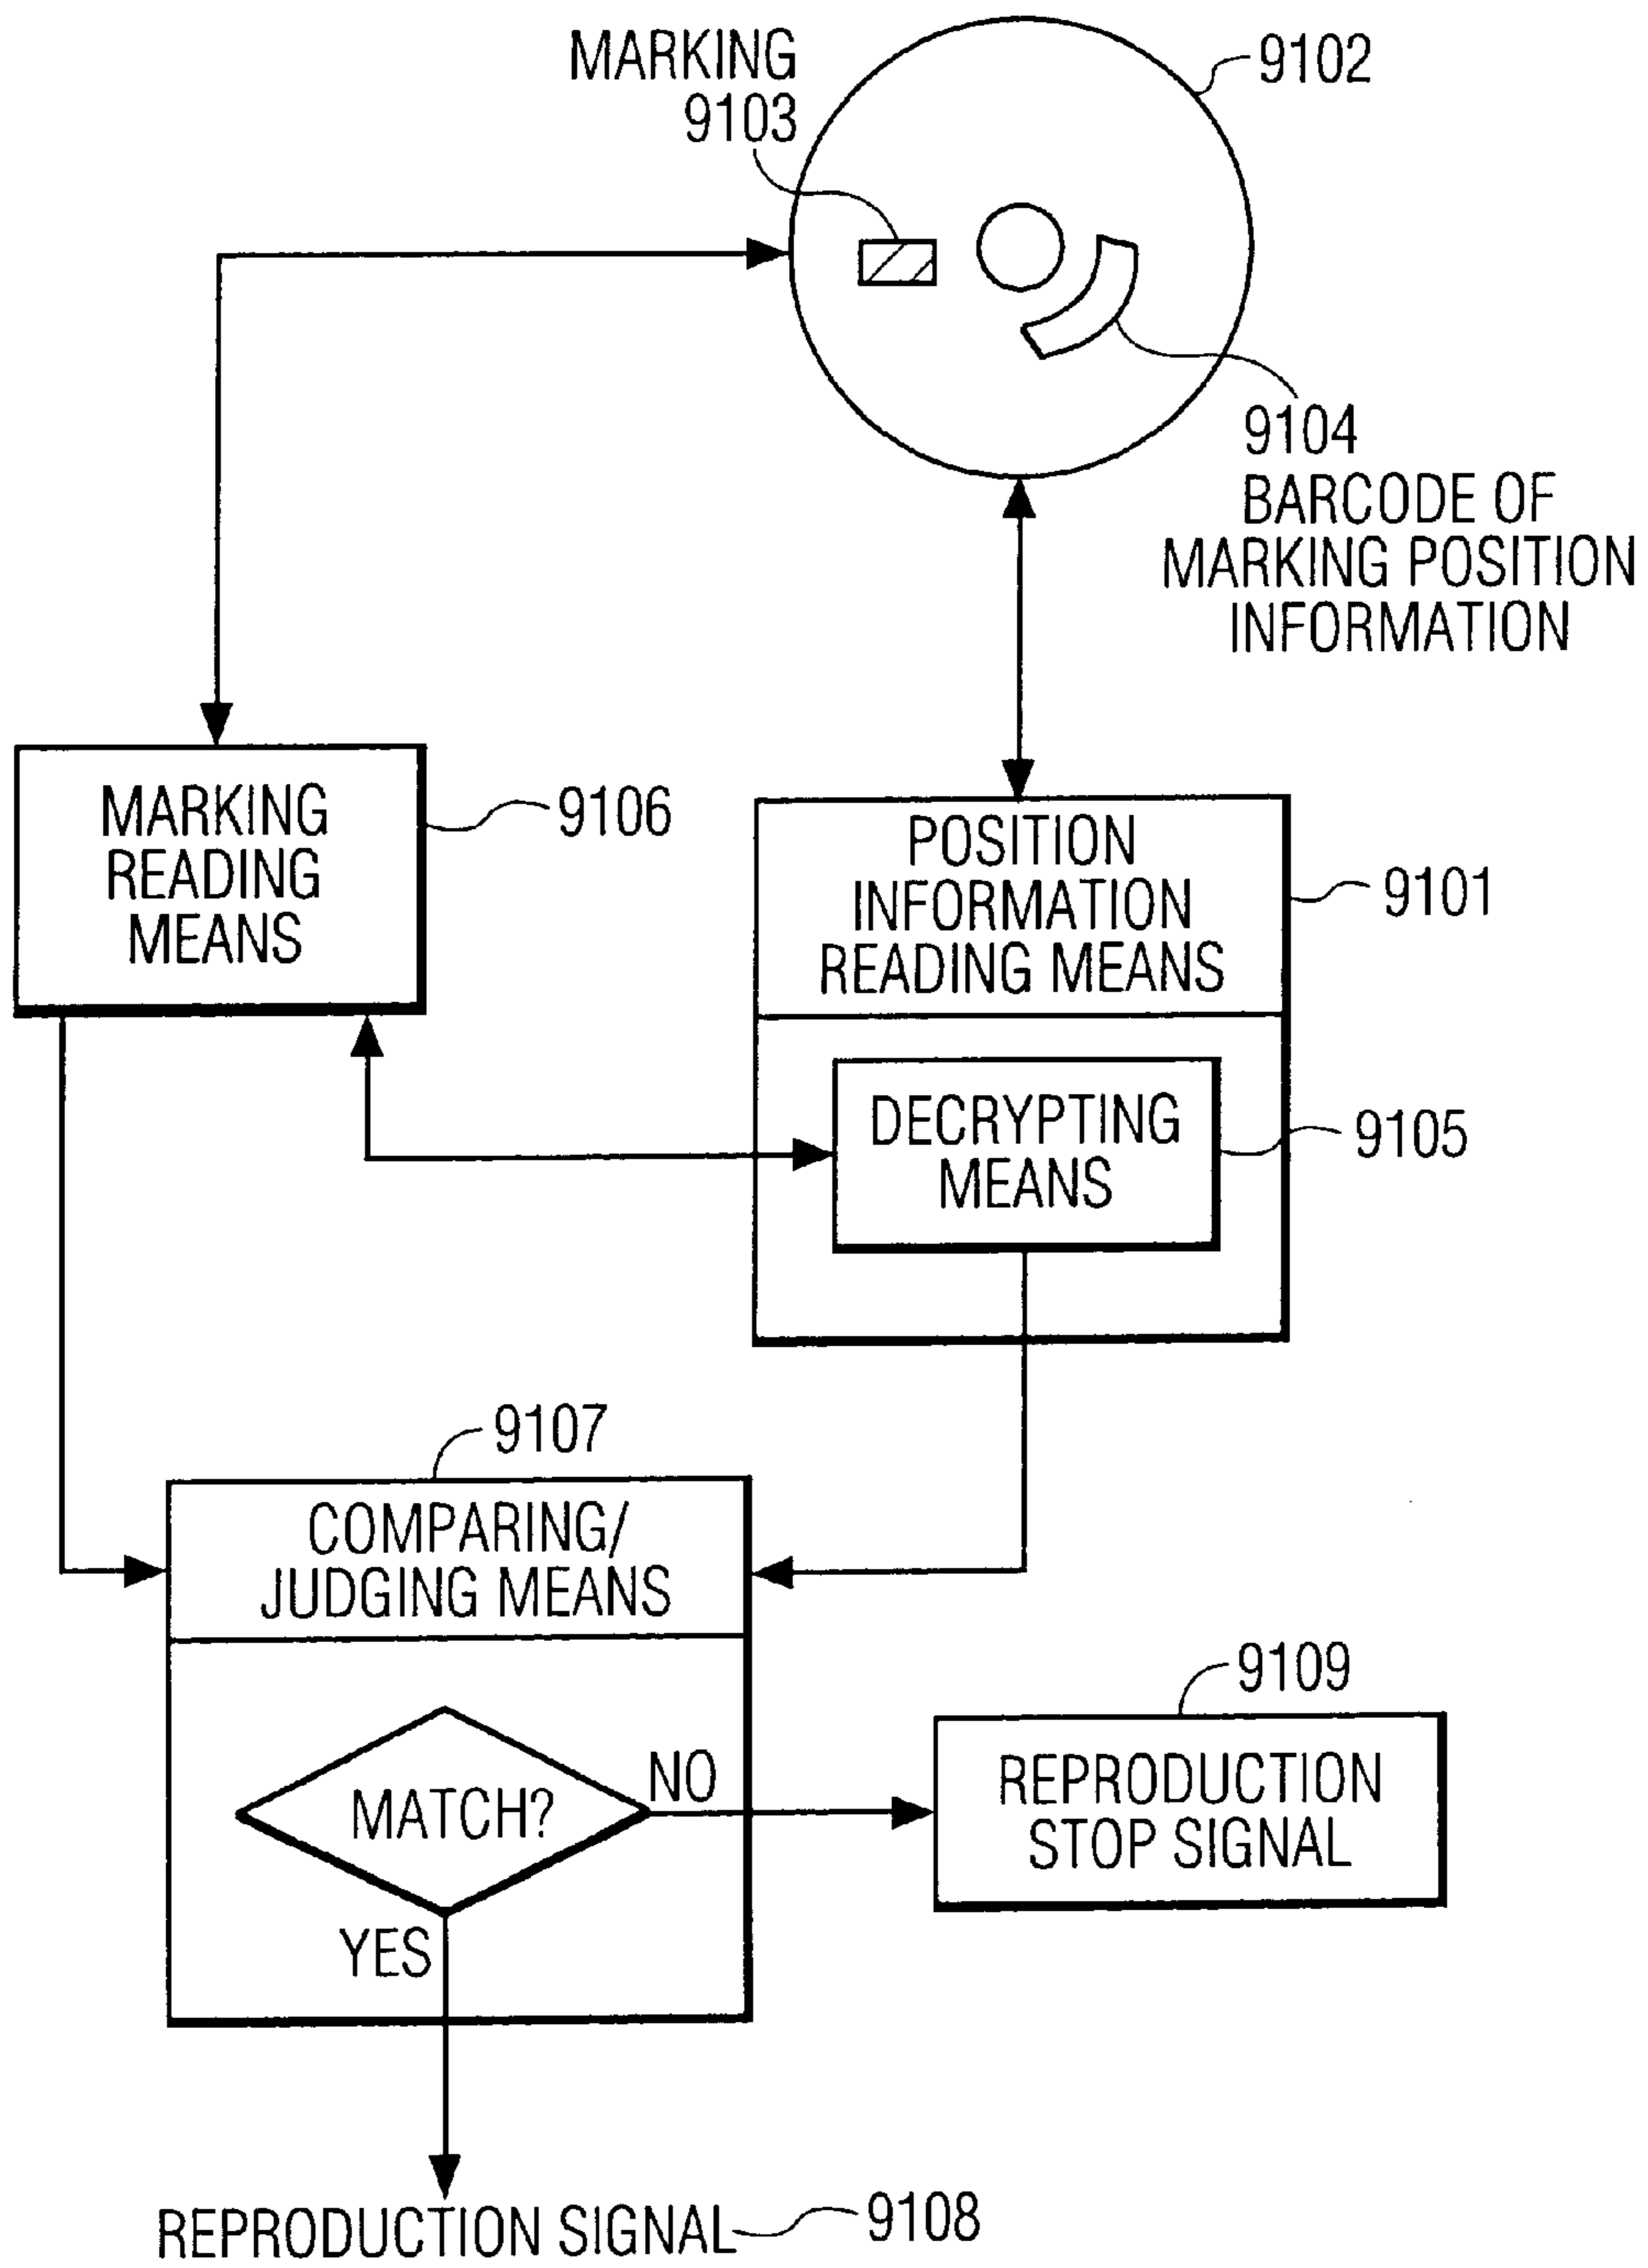 MARKING
9103
9102
9104
BARCODE OF
MARKING POSITION
INFORMATION
MARKING
READING
MEANS
9106
POSITION
INFORMATION
READING MEANS
9101
DECRYPTING
MEANS
9105
9107
COMPARING/
JUDGING MEANS
MATCH?
NO
YES
9109
REPRODUCTION
STOP SIGNAL
REPRODUCTION SIGNAL
9108